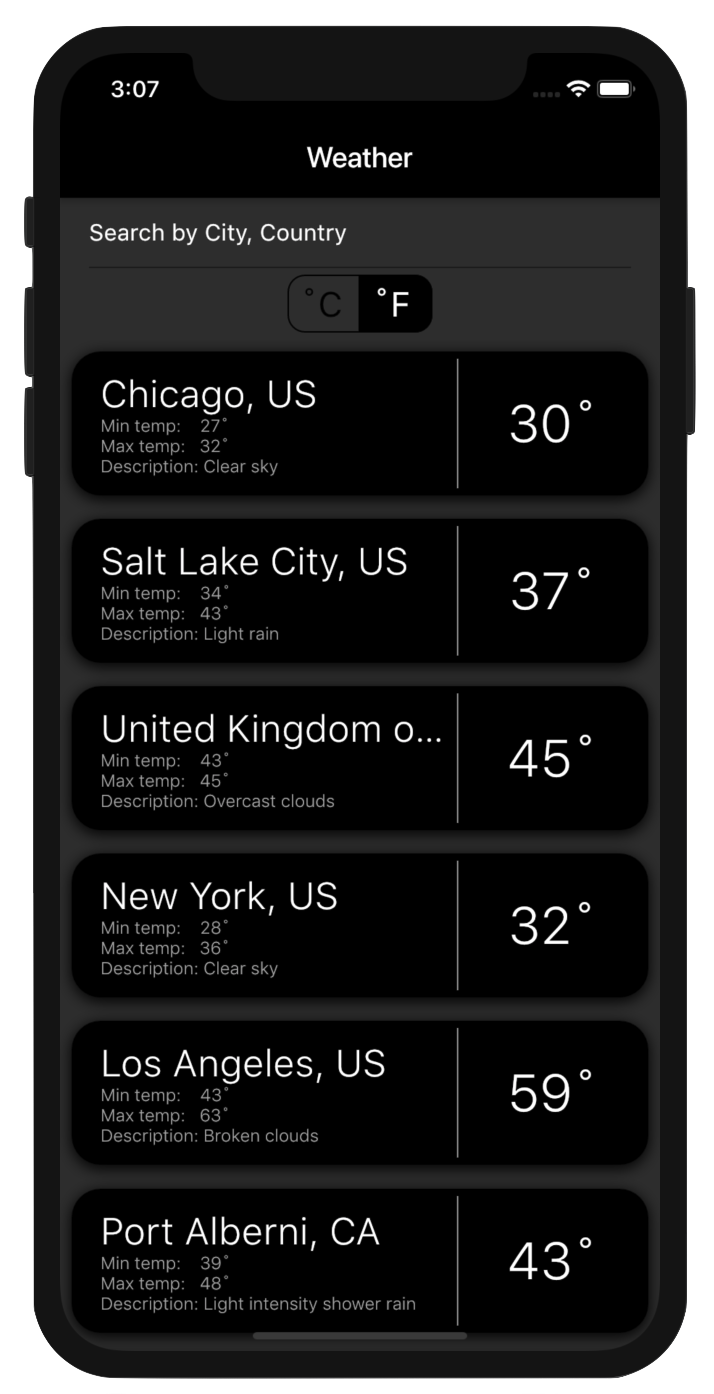 3:07
Weather
Search by City, Country
°C °F
Chicago, US
Min temp: 27°
Max temp: 32°
Description: Clear sky
30°
Salt Lake City, US
Min temp: 34°
Max temp: 43°
Description: Light rain
37°
United Kingdom o...
Min temp: 43°
Max temp: 45°
Description: Overcast clouds
45°
New York, US
Min temp: 28°
Max temp: 36°
Description: Clear sky
32°
Los Angeles, US
Min temp: 43°
Max temp: 63°
Description: Broken clouds
59°
Port Alberni, CA
Min temp: 39°
Max temp: 48°
Description: Light intensity shower rain
43°